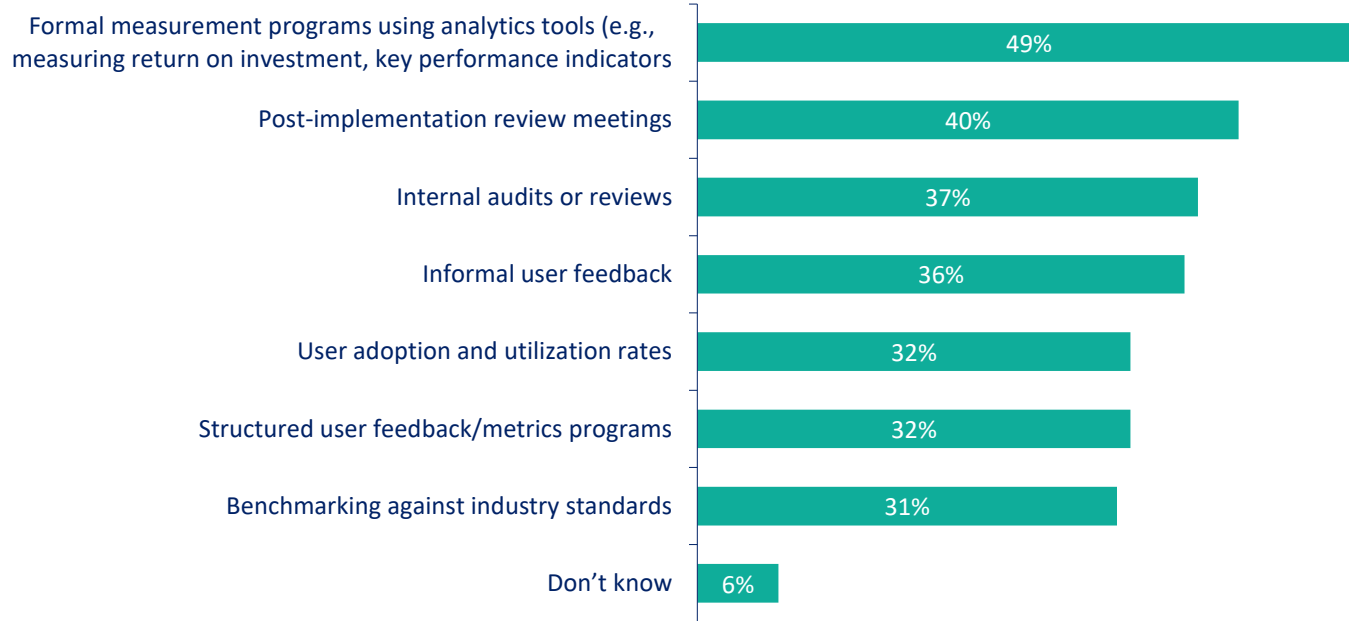 Formal measurement programs using analytics tools (e.g.,
measuring return on investment, key performance indicators
49%
Post-implementation review meetings
40%
Internal audits or reviews
37%
Informal user feedback
36%
User adoption and utilization rates
32%
Structured user feedback/metrics programs
32%
Benchmarking against industry standards
31%
Don’t know
6%